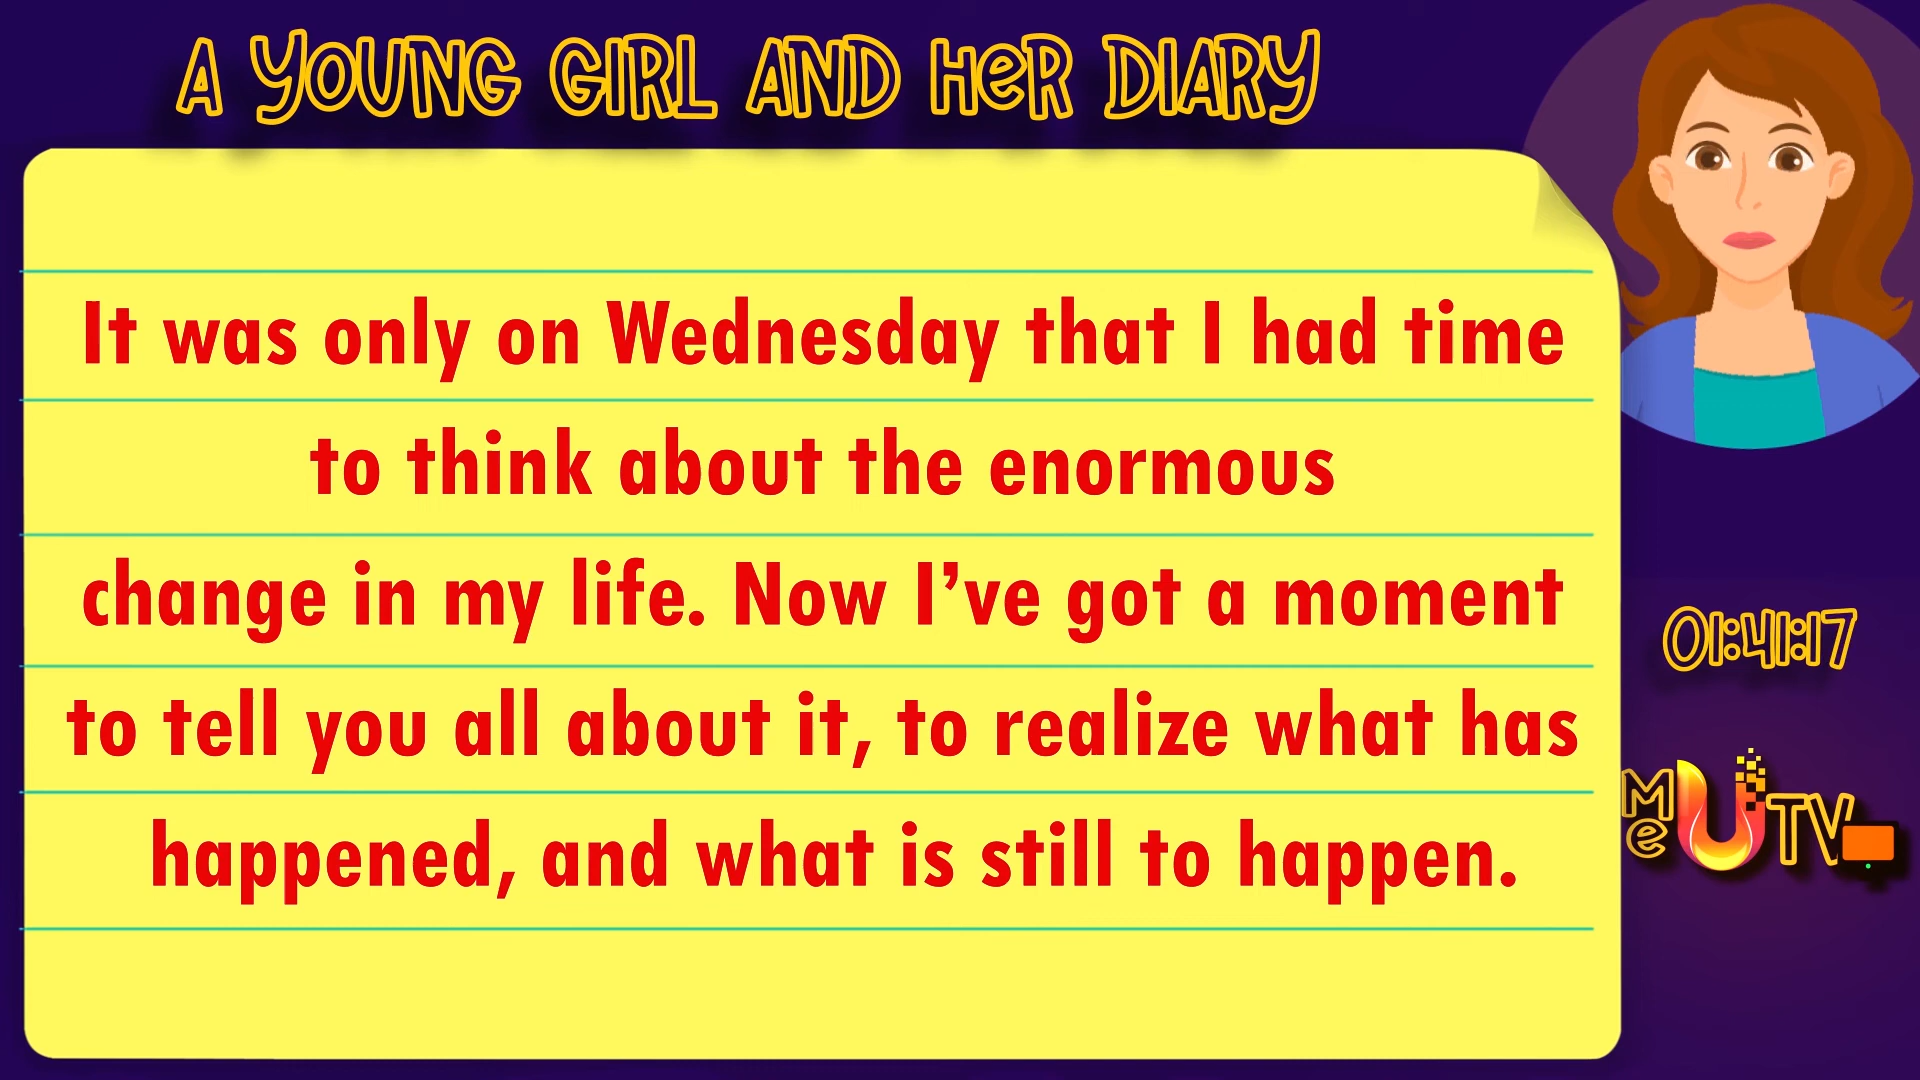 A YOUNG GIRL AND HeR DIARY
It was only on Wednesday that I had time
to think about the enormous
change in my life. Now I’ve got a moment
to tell you all about it, to realize what has
happened, and what is still to happen.
01:41:17
Me U TV